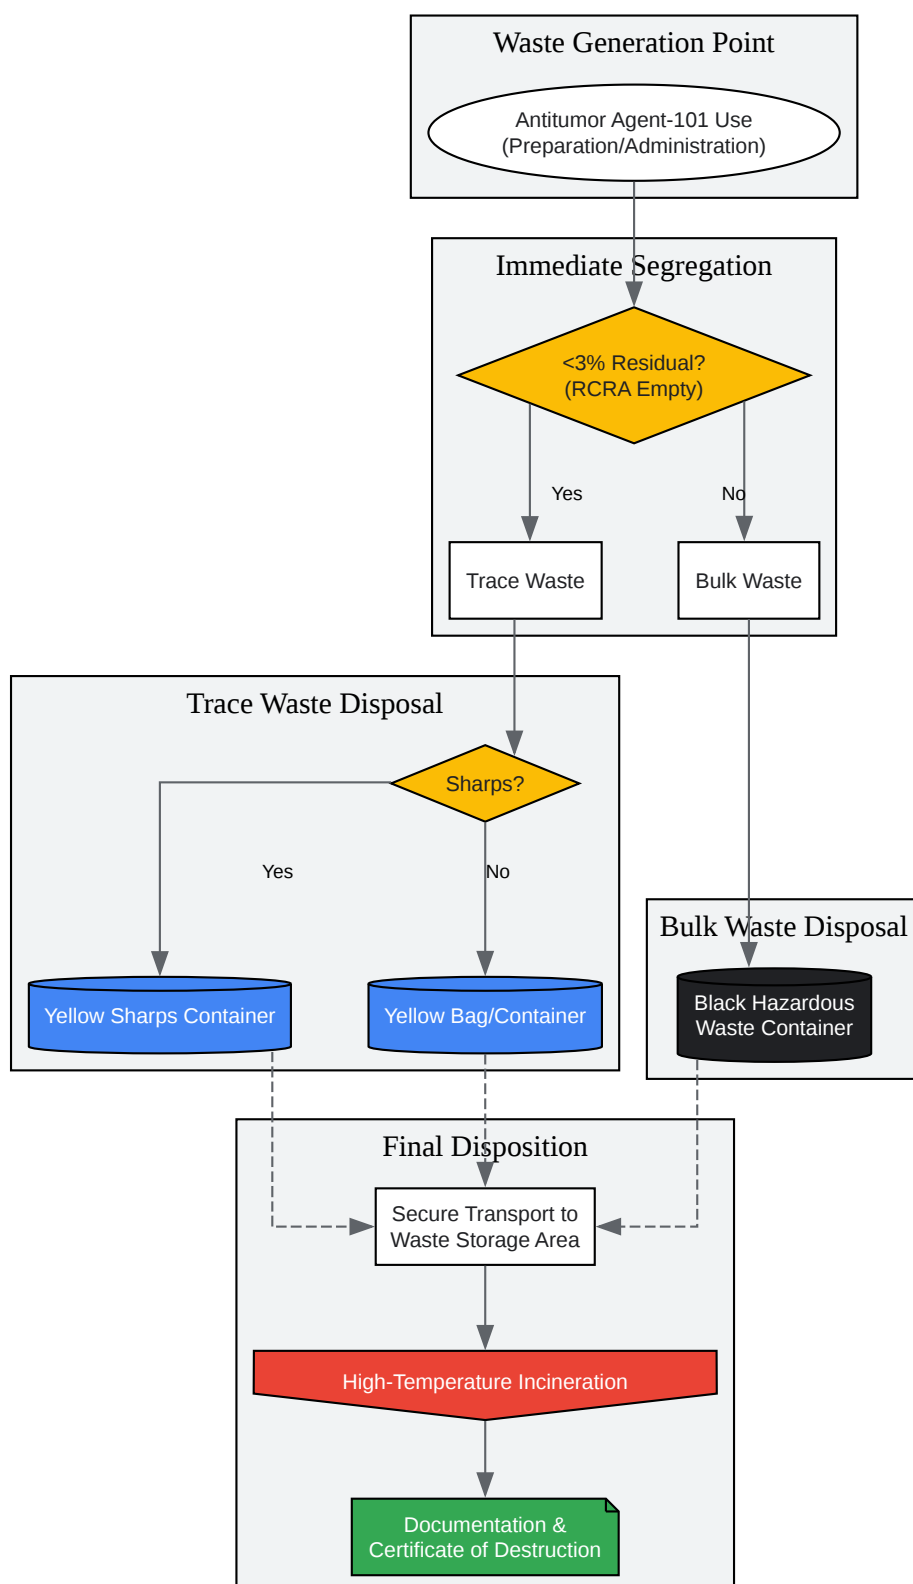 Waste Generation Point
Antitumor Agent-101 Use
(Preparation/Administration)
Immediate Segregation
<3% Residual?
(RCRA Empty)
Yes
No
Trace Waste
Bulk Waste
Trace Waste Disposal
Sharps?
Yes
No
Bulk Waste Disposal
Yellow Sharps Container
Yellow Bag/Container
Black Hazardous
Waste Container
Final Disposition
Secure Transport to
Waste Storage Area
High-Temperature Incineration
Documentation &
Certificate of Destruction